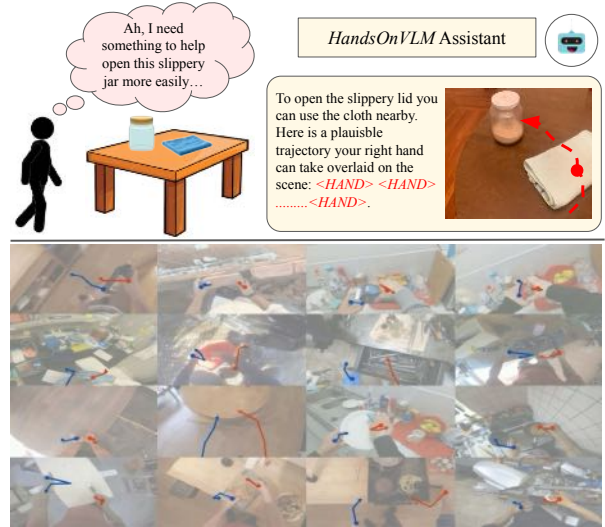 Ah, I need
something to help
open this slippery
jar more easily…
HandsOnVLM Assistant
To open the slippery lid you
can use the cloth nearby.
Here is a plauisble
trajectory your right hand
can take overlaid on the
scene: <HAND> <HAND>
.........<HAND>.